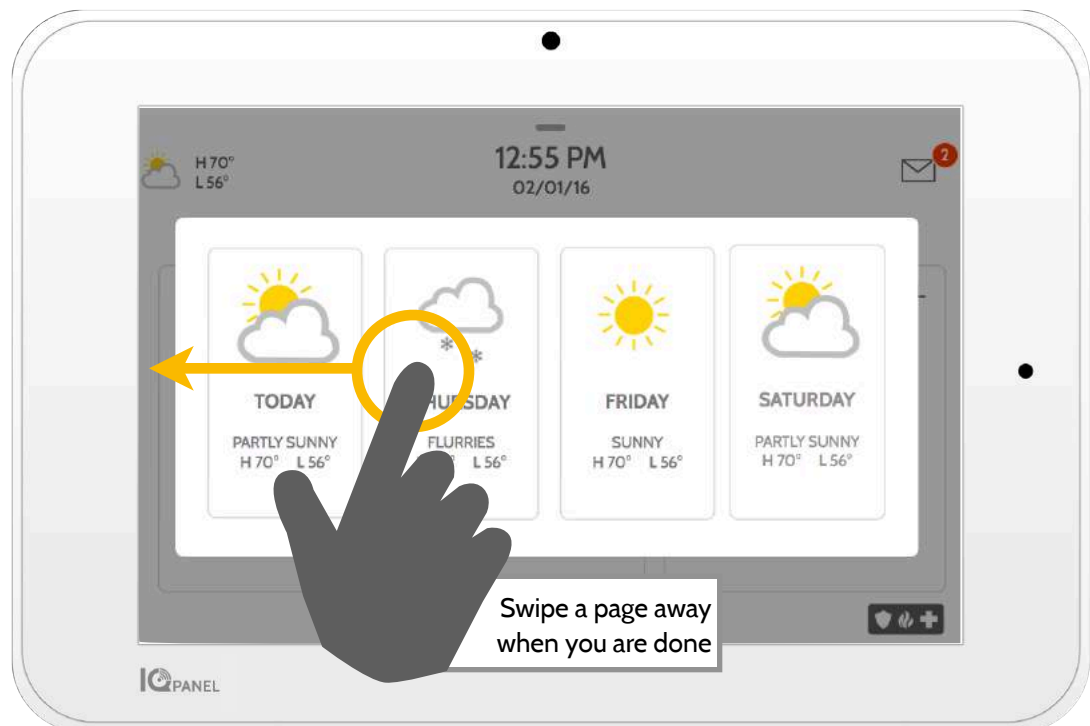 H 70°
L 56°
12:55 PM
02/01/16
2
TODAY
PARTLY SUNNY
H 70° L 56°
HURSDAY
FLURRIES
L 56°
FRIDAY
SUNNY
H 70° L 56°
SATURDAY
PARTLY SUNNY
H 70° L 56°
Swipe a page away
when you are done
IQ PANEL